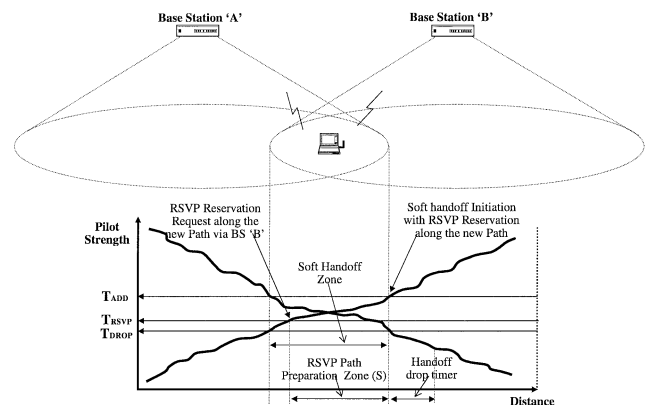 Base Station ‘A’
Base Station ‘B’
RSVP Reservation
Request along the
new Path via BS ‘B’
Soft handoff Initiation
with RSVP Reservation
along the new Path
Pilot
Strength
Soft Handoff
Zone
TADD
TRSVP
TDROP
RSVP Path
Preparation Zone (S)
Handoff
drop timer
Distance